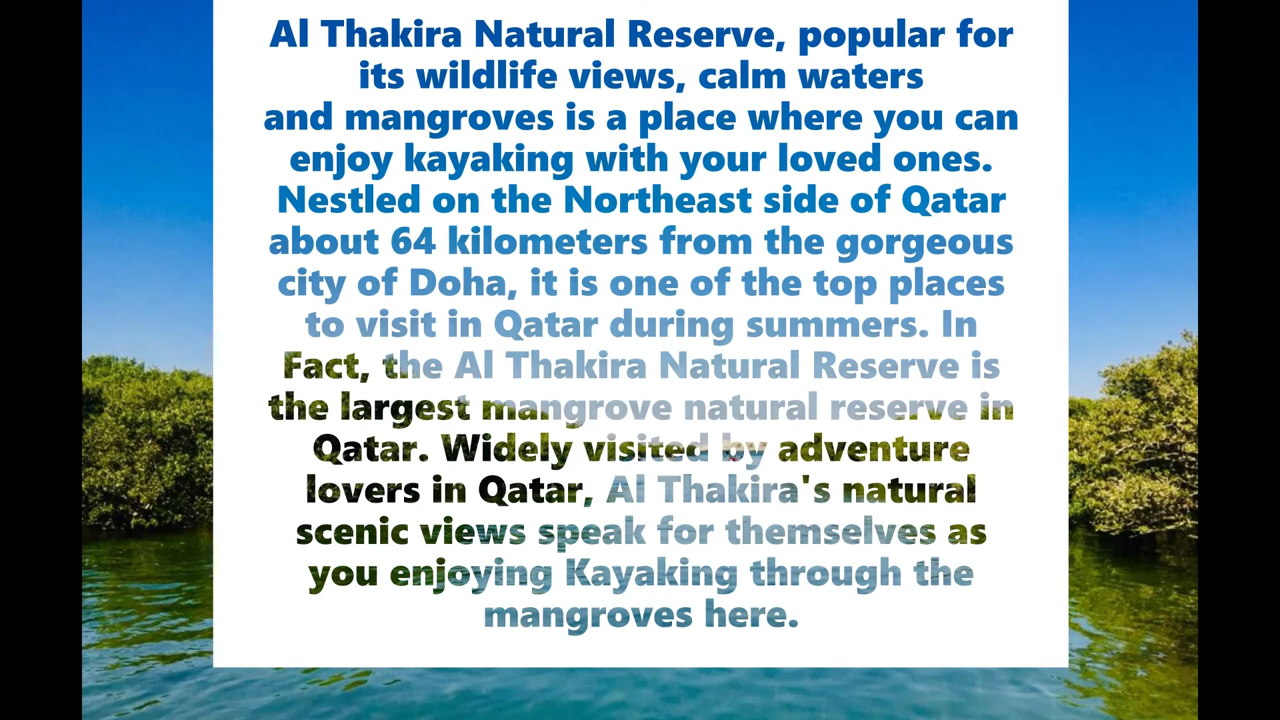 Al Thakira Natural Reserve, popular for
its wildlife views, calm waters
and mangroves is a place where you can
enjoy kayaking with your loved ones.
Nestled on the Northeast side of Qatar
about 64 kilometers from the gorgeous
city of Doha, it is one of the top places
to visit in Qatar during summers. In
Fact, the Al Thakira Natural Reserve is
the largest mangrove natural reserve in
Qatar. Widely visited by adventure
lovers in Qatar, Al Thakira's natural
scenic views speak for themselves as
you enjoying Kayaking through the
mangroves here.